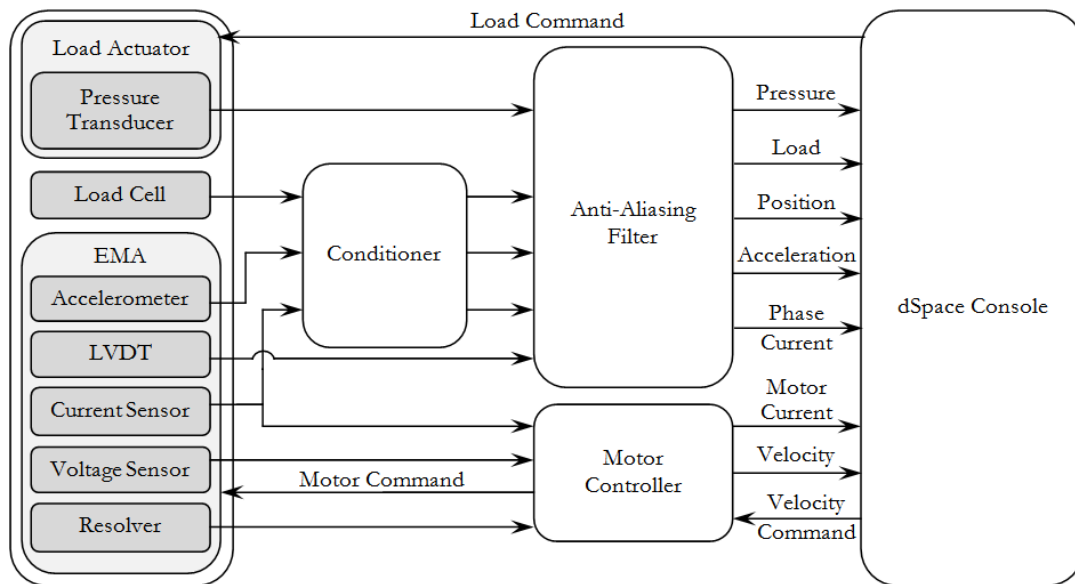 Load Command
Load Actuator
Pressure
Transducer
Load Cell
EMA
Accelerometer
LVDT
Current Sensor
Voltage Sensor
Resolver
Conditioner
Motor Command
Anti-Aliasing
Filter
Motor
Controller
Pressure
Load
Position
Acceleration
Phase
Current
Motor
Current
Velocity
Velocity
Command
dSpace Console